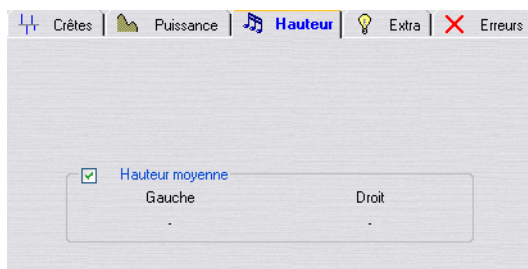 Crêtes Puissance Hauteur Extra Erreurs
Hauteur moyenne
Gauche Droit
- -